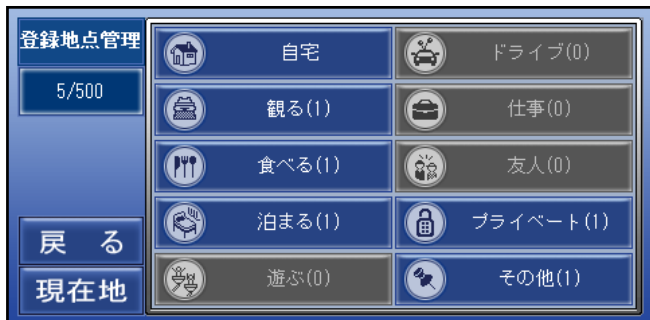 登録地点管理
5/500
戻 る
現在地
自宅
観る(1)
食べる(1)
泊まる(1)
遊ぶ(0)
ドライブ(0)
仕事(0)
友人(0)
プライベート(1)
その他(1)